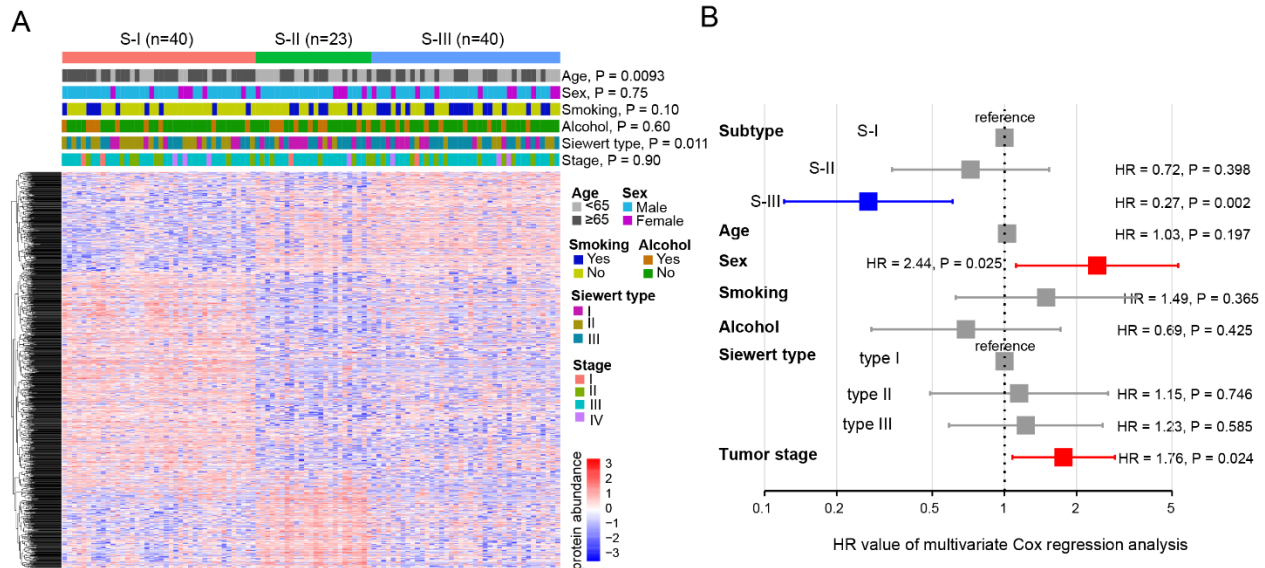 A
S-I (n=40)
S-II (n=23)
S-III (n=40)
Age, P = 0.0093
Sex, P = 0.75
Smoking, P = 0.10
Alcohol, P = 0.60
Siewert type, P = 0.011
Stage, P = 0.90
Age
<65
≥65
Sex
Male
Female
Smoking
Yes
No
Alcohol
Yes
No
Siewert type
I
II
III
Stage
I
II
III
IV
protein abundance
3
2
1
0
−1
−2
−3
B
reference
Subtype S-I
S-II HR = 0.72, P = 0.398
S-III HR = 0.27, P = 0.002
Age HR = 1.03, P = 0.197
Sex HR = 2.44, P = 0.025
Smoking HR = 1.49, P = 0.365
Alcohol HR = 0.69, P = 0.425
reference
Siewert type type I
type II HR = 1.15, P = 0.746
type III HR = 1.23, P = 0.585
Tumor stage HR = 1.76, P = 0.024
0.1 0.2 0.5 1 2 5
HR value of multivariate Cox regression analysis